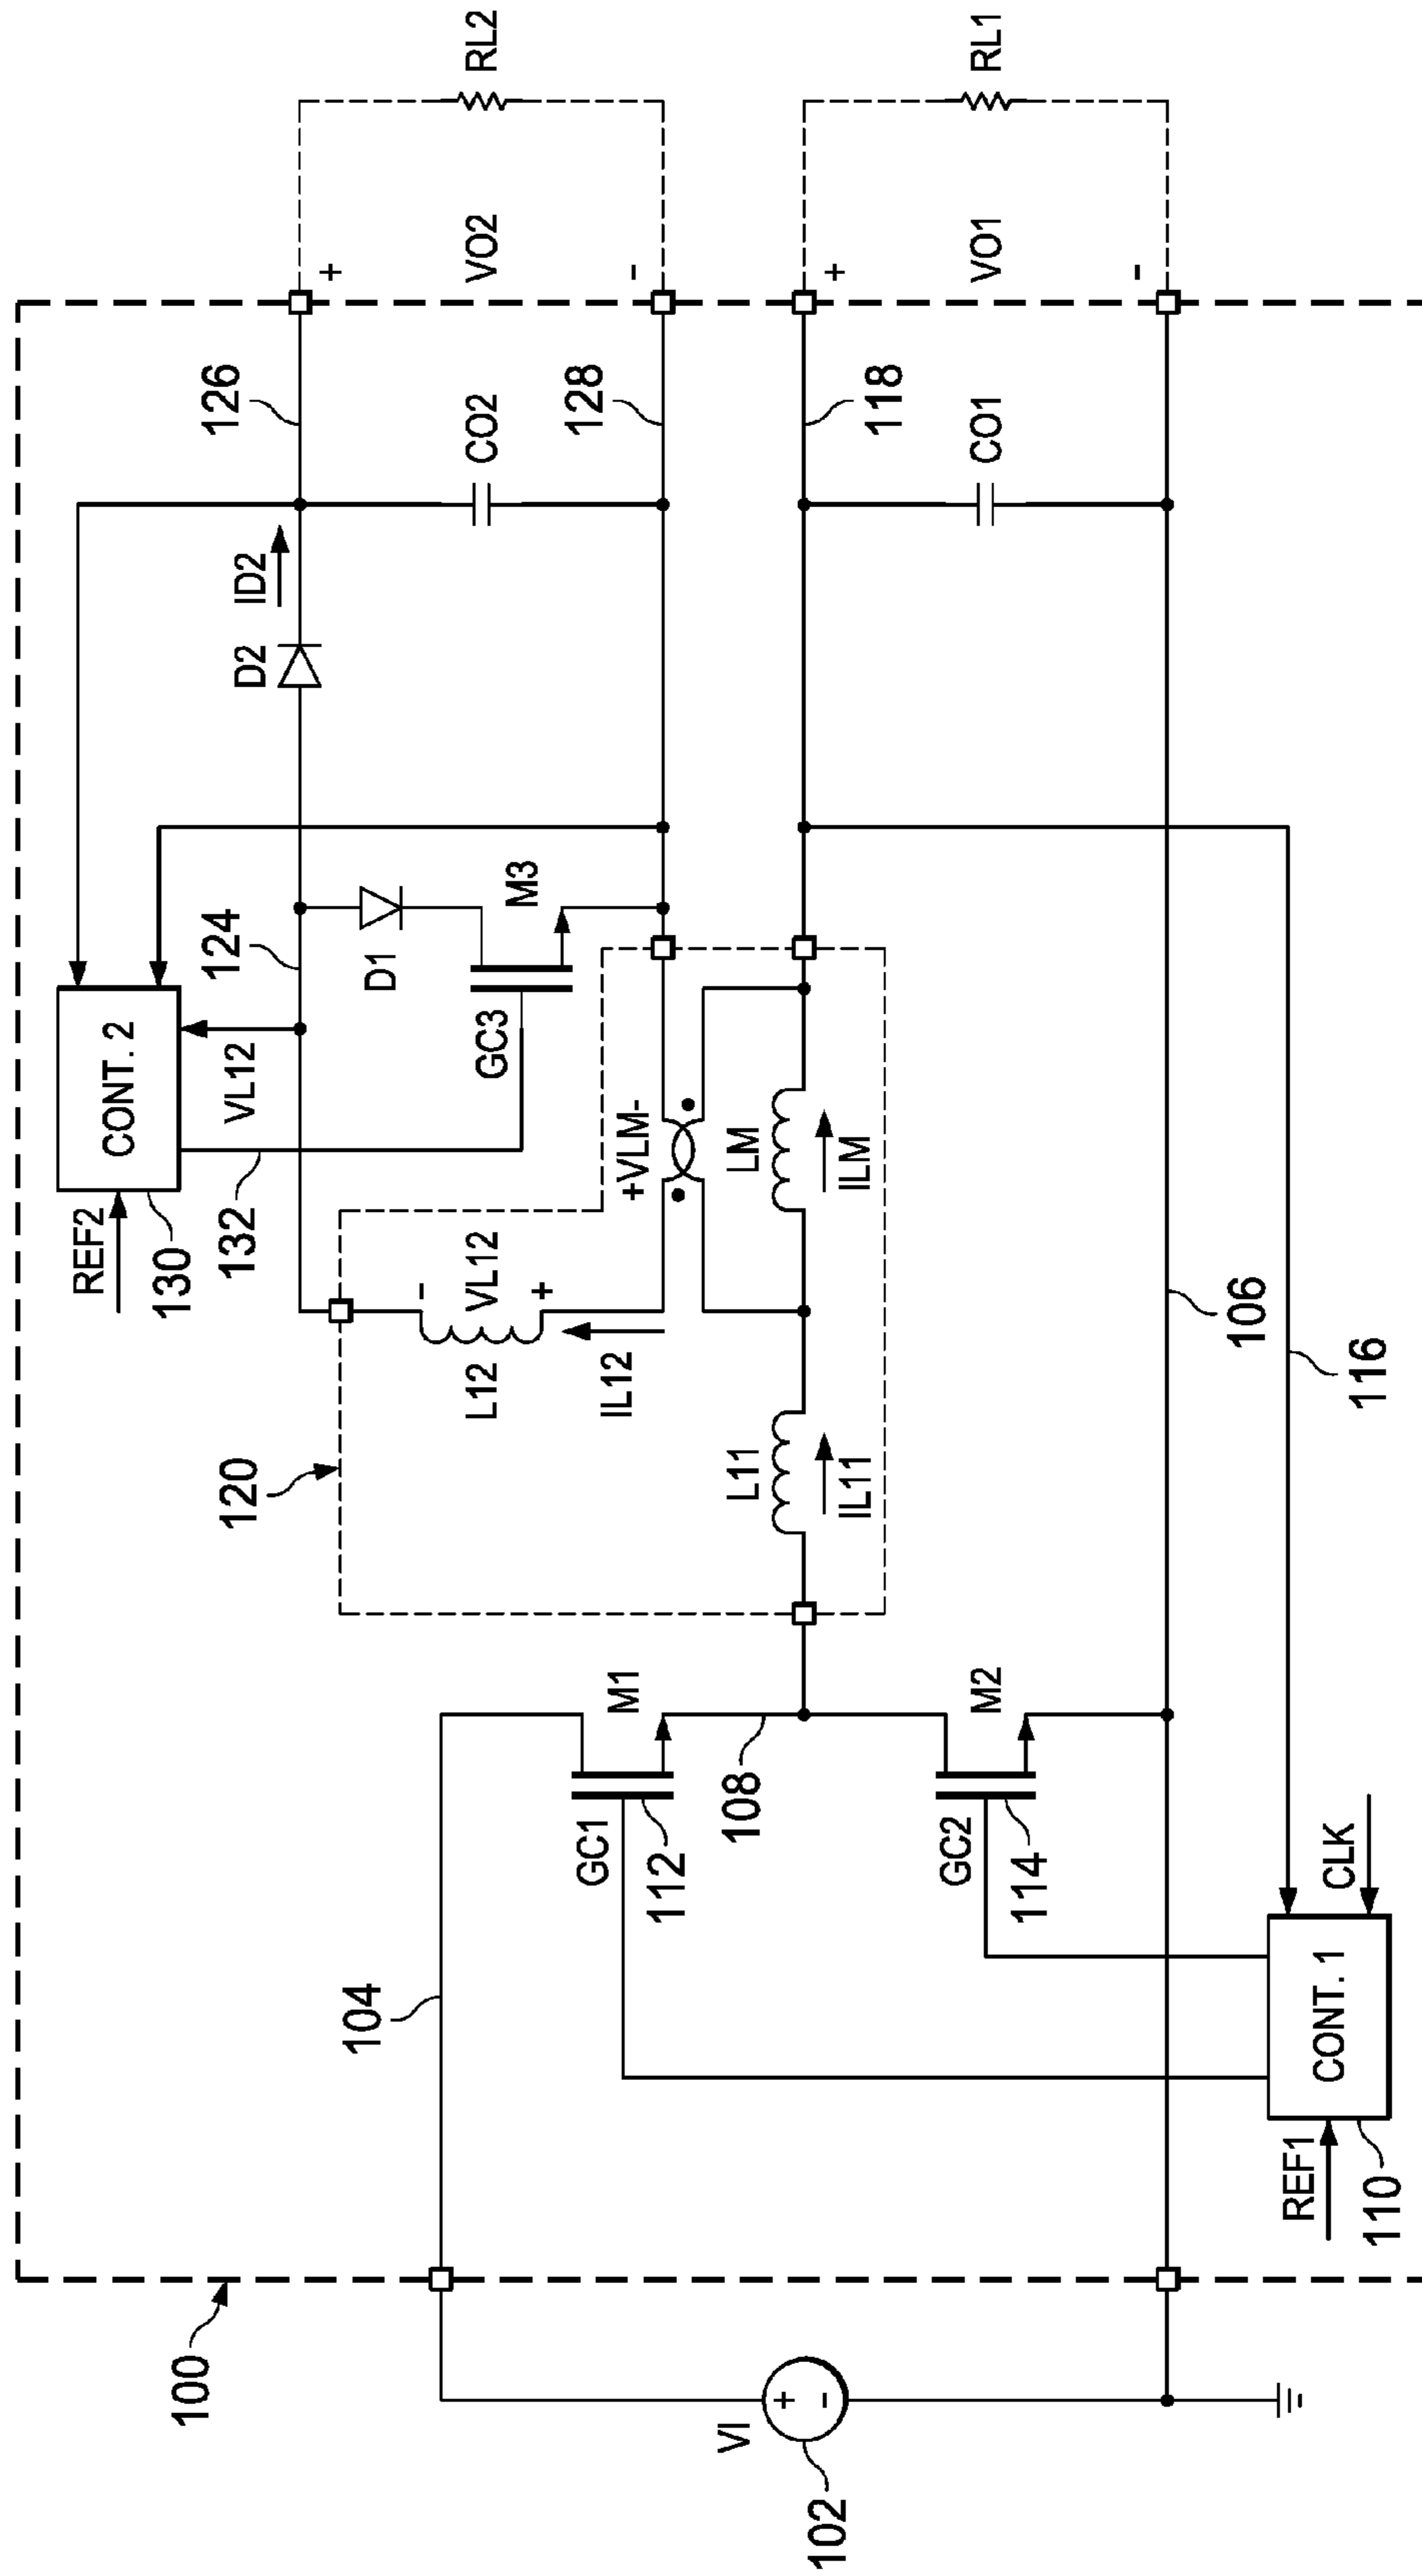 100
REF2
CONT. 2
130
132
VL12
124
126
D2
ID2
D1
M3
GC3
CO2
128
VO2
+
-
RL2
120
L12
VL12
-
+
IL12
+VLM-
LM
ILM
L11
IL11
118
CO1
VO1
+
-
RL1
104
GC1
112
M1
108
GC2
114
M2
106
116
VI
+
-
102
REF1
CONT. 1
110
CLK